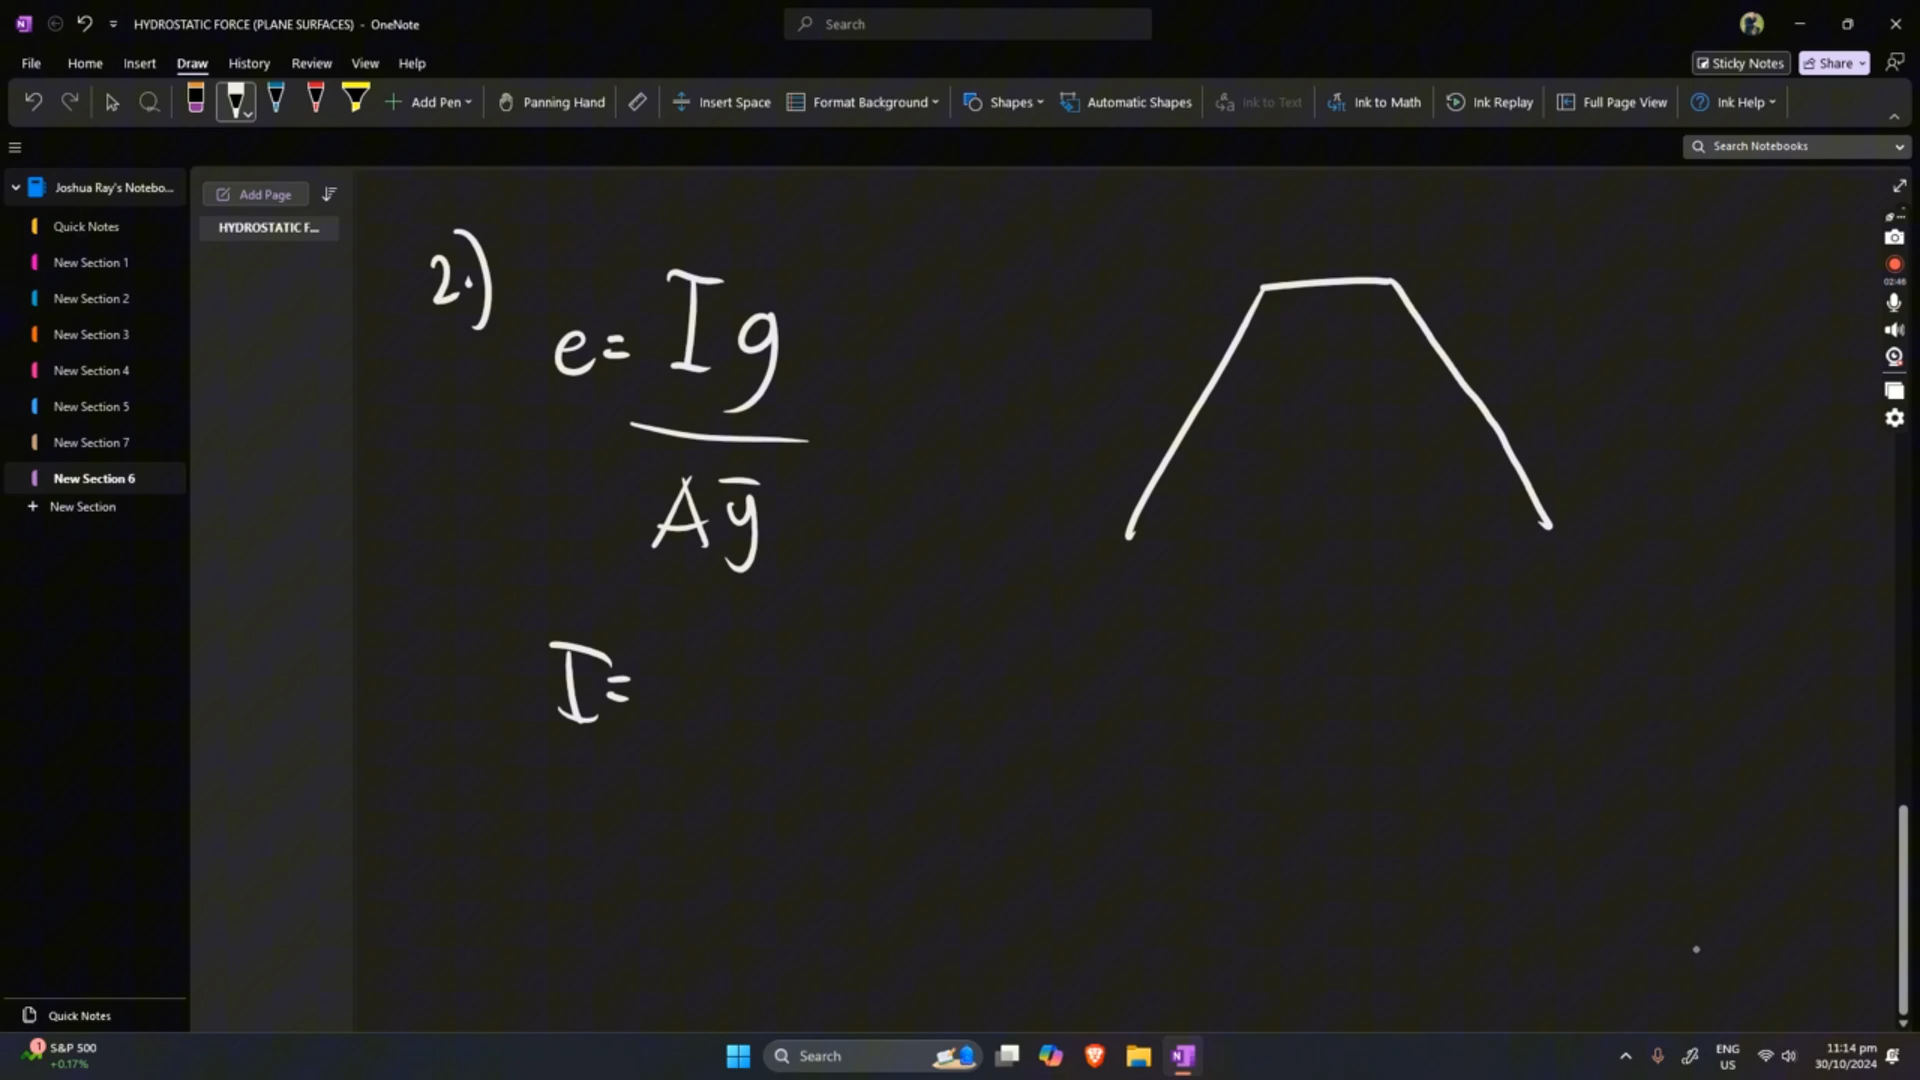 HYDROSTATIC FORCE (PLANE SURFACES) - OneNote
Search
File Home Insert Draw History Review View Help
Sticky Notes Share
Add Pen Panning Hand Insert Space Format Background Shapes Automatic Shapes Ink to Text Ink to Math Ink Replay Full Page View Ink Help
Search Notebooks
Joshua Ray's Notebo...
Quick Notes
New Section 1
New Section 2
New Section 3
New Section 4
New Section 5
New Section 7
New Section 6
New Section
Add Page
HYDROSTATIC F...
2.)
e = Ig
Aȳ
I =
02:46
Quick Notes
1
S&P 500
+0.17%
Search
ENG
US
11:14 pm
30/10/2024